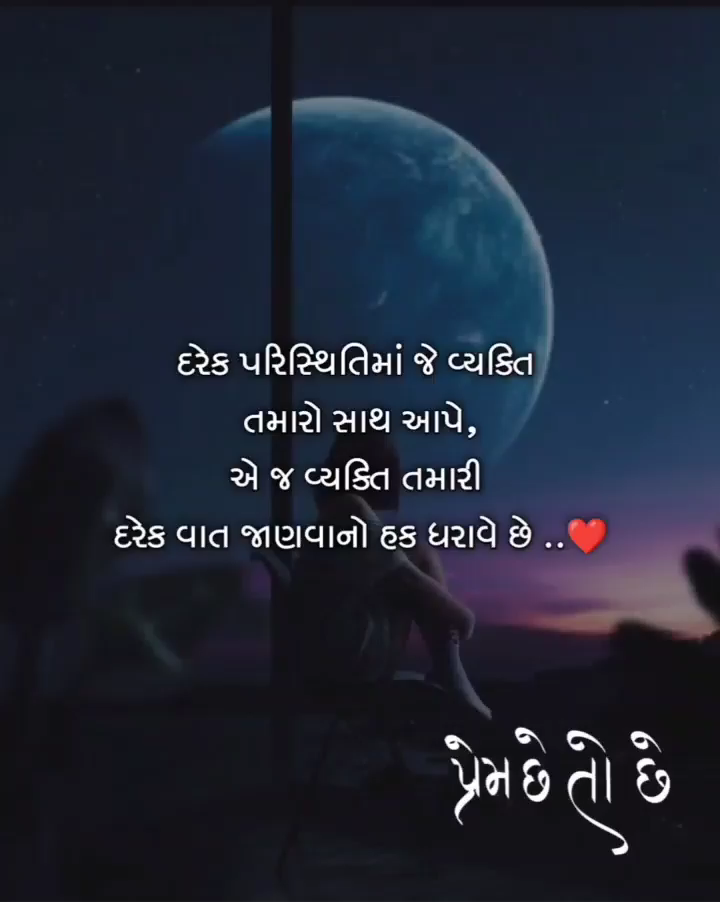 દરેક પરિસ્થિતિમાં જે વ્યક્તિ
તમારો સાથ આપે,
એ જ વ્યક્તિ તમારી
દરેક વાત જાણવાનો હક ધરાવે છે ..❤️
પ્રેમ છે તો છે